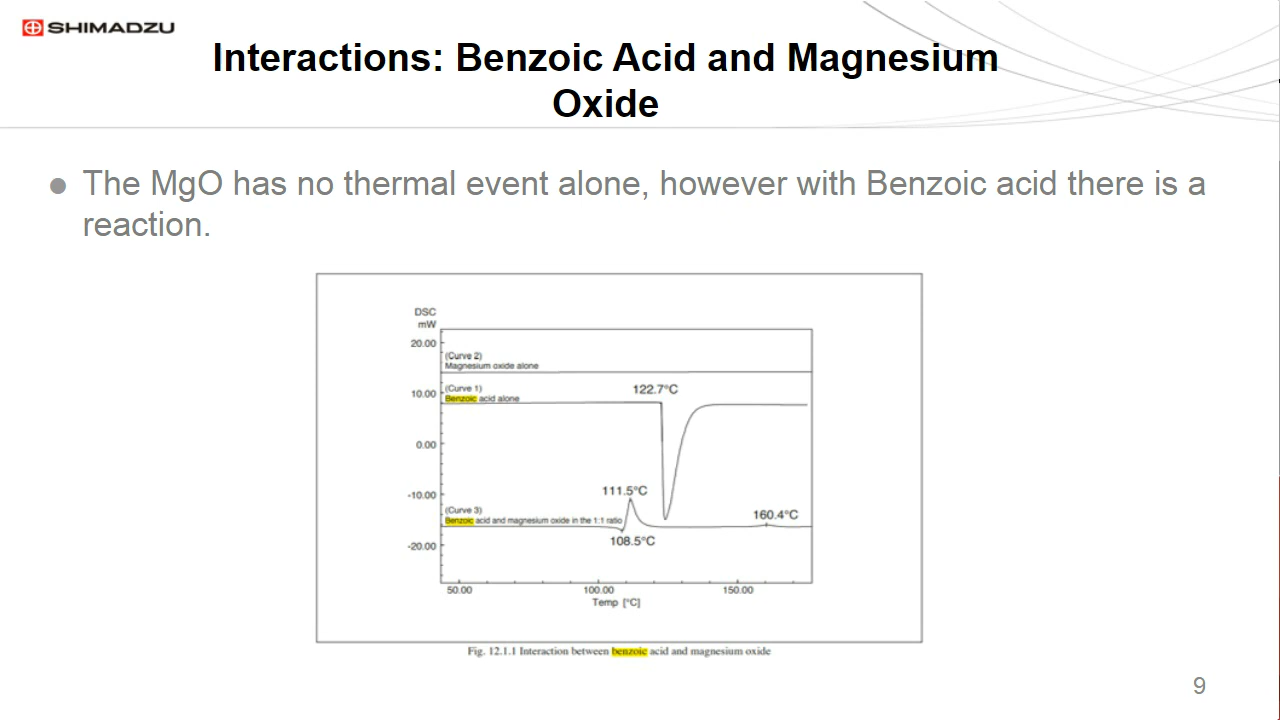 SHIMADZU
Interactions: Benzoic Acid and Magnesium
Oxide
● The MgO has no thermal event alone, however with Benzoic acid there is a
reaction.
DSC
mW
20.00
(Curve 2)
Magnesium oxide alone
10.00
(Curve 1)
Benzoic acid alone
122.7°C
0.00
-10.00
111.5°C
(Curve 3)
Benzoic acid and magnesium oxide in the 1:1 ratio
160.4°C
108.5°C
-20.00
50.00 100.00 150.00
Temp [°C]
Fig. 12.1.1 Interaction between benzoic acid and magnesium oxide
9